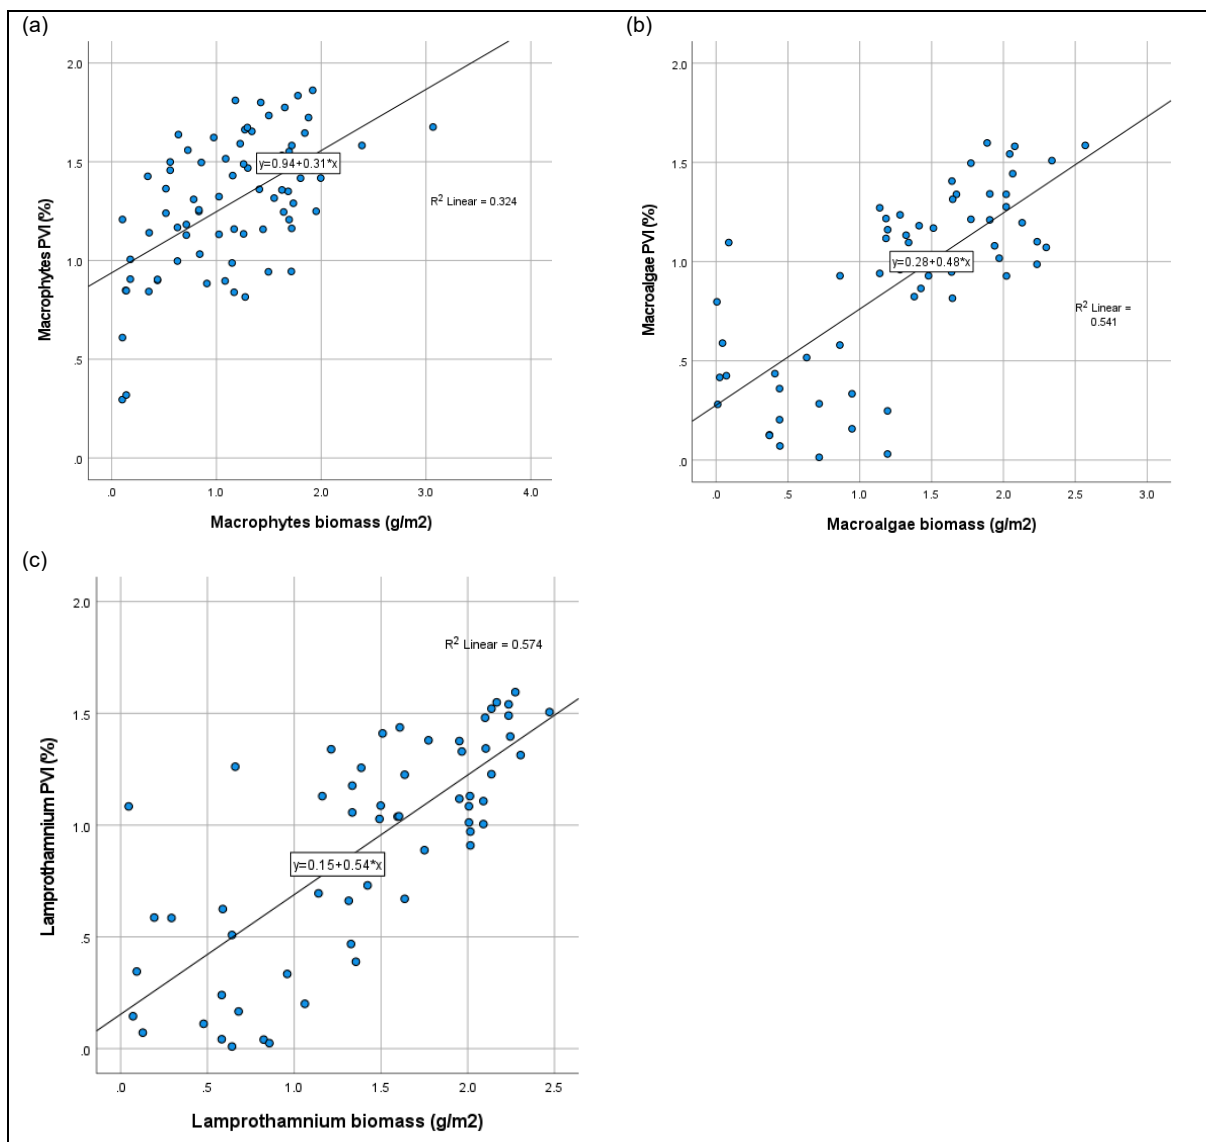 (a)
2.0
1.5
1.0
.5
.0
Macrophytes PVI (%)
y=0.94+0.31*x
R2 Linear = 0.324
.0 1.0 2.0 3.0 4.0
Macrophytes biomass (g/m2)
(b)
2.0
1.5
1.0
.5
.0
Macroalgae PVI (%)
y=0.28+0.48*x
R2 Linear =
0.541
.0 .5 1.0 1.5 2.0 2.5 3.0
Macroalgae biomass (g/m2)
(c)
2.0
1.5
1.0
.5
.0
Lamprothamnium PVI (%)
R2 Linear = 0.574
y=0.15+0.54*x
.0 .5 1.0 1.5 2.0 2.5
Lamprothamnium biomass (g/m2)